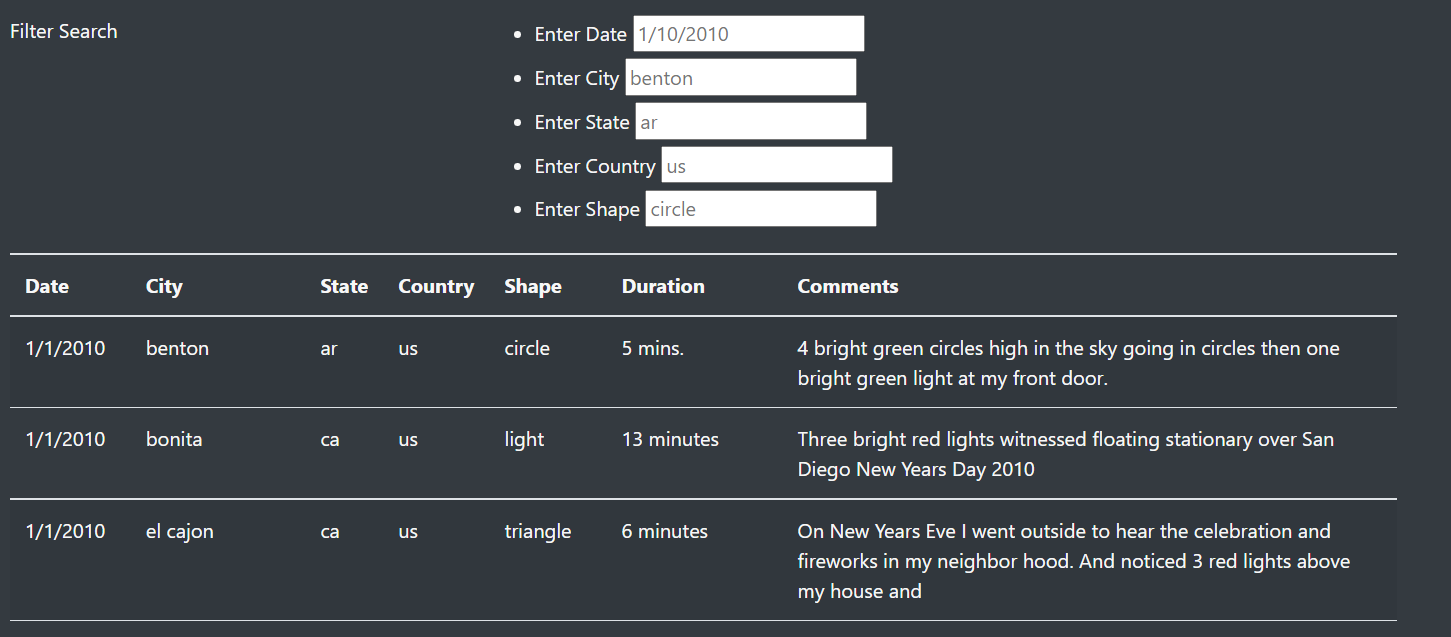 Filter Search
Enter Date 1/10/2010
Enter City benton
Enter State ar
Enter Country us
Enter Shape circle
Date City State Country Shape Duration Comments
1/1/2010 benton ar us circle 5 mins. 4 bright green circles high in the sky going in circles then one
bright green light at my front door.
1/1/2010 bonita ca us light 13 minutes Three bright red lights witnessed floating stationary over San
Diego New Years Day 2010
1/1/2010 el cajon ca us triangle 6 minutes On New Years Eve I went outside to hear the celebration and
fireworks in my neighbor hood. And noticed 3 red lights above
my house and